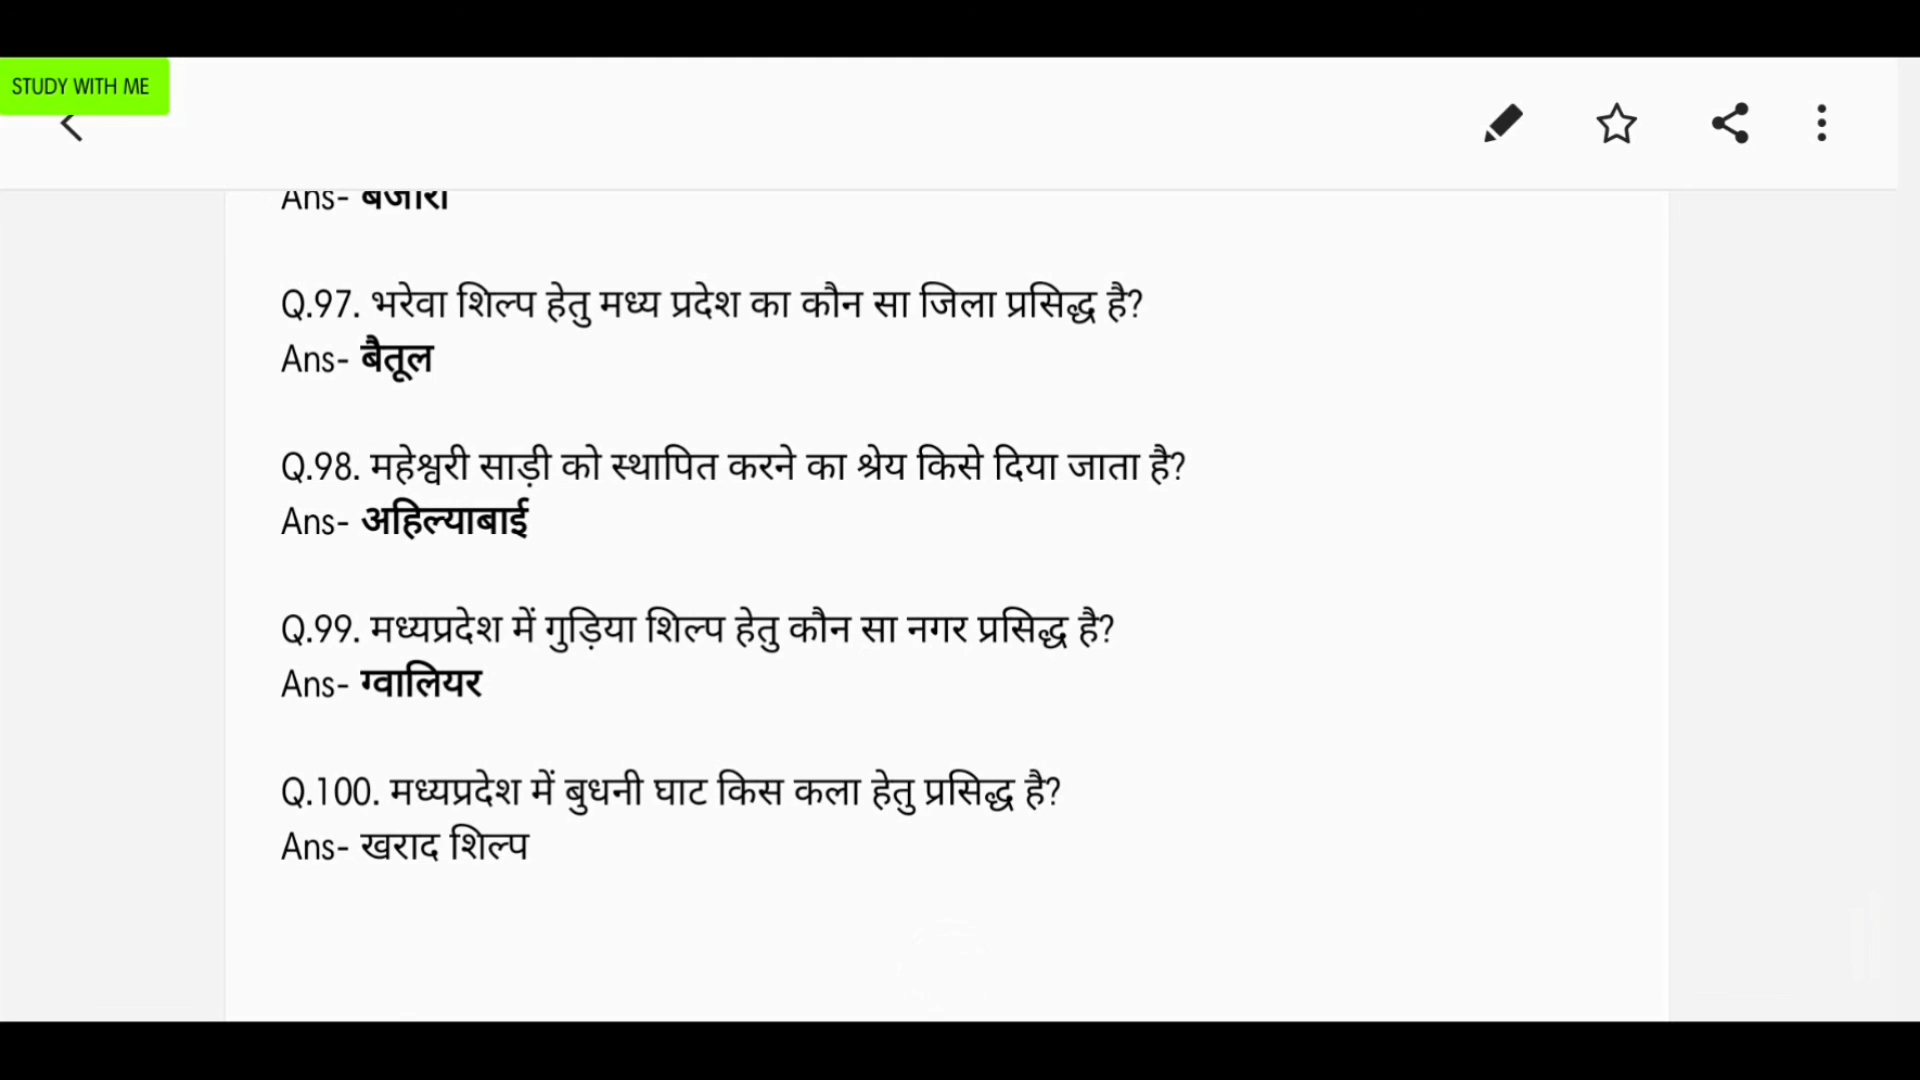 STUDY WITH ME
Ans- बंजारा
Q.97. भरेवा शिल्प हेतु मध्य प्रदेश का कौन सा जिला प्रसिद्ध है?
Ans- बैतूल
Q.98. महेश्वरी साड़ी को स्थापित करने का श्रेय किसे दिया जाता है?
Ans- अहिल्याबाई
Q.99. मध्यप्रदेश में गुड़िया शिल्प हेतु कौन सा नगर प्रसिद्ध है?
Ans- ग्वालियर
Q.100. मध्यप्रदेश में बुधनी घाट किस कला हेतु प्रसिद्ध है?
Ans- खराद शिल्प